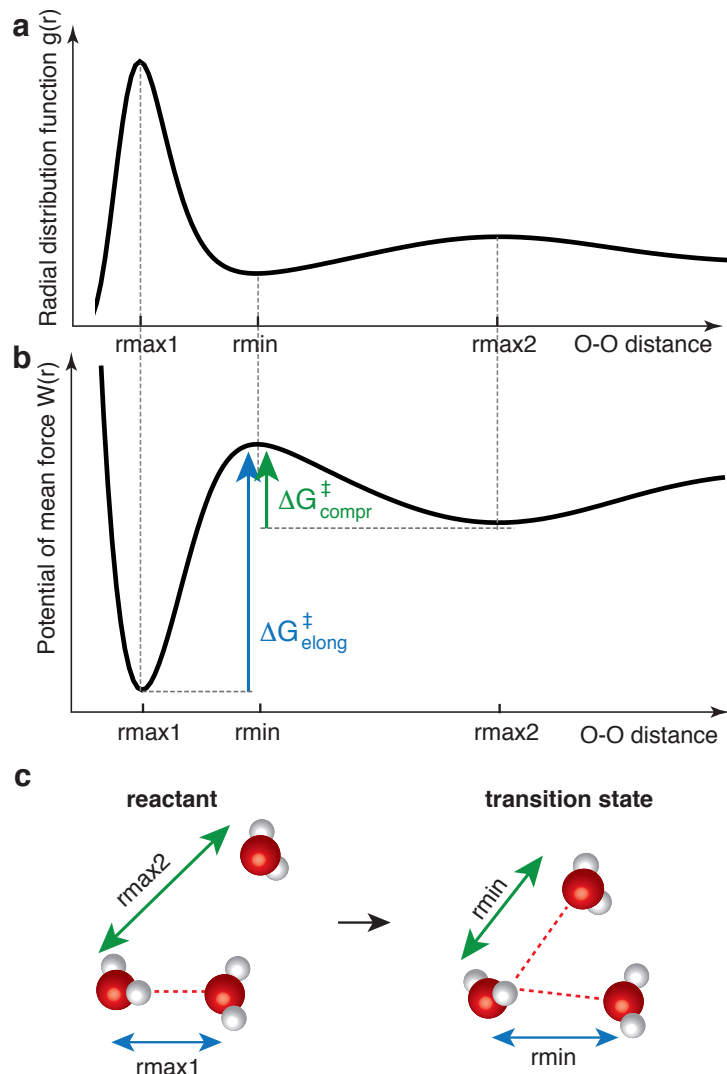 a
Radial distribution function g(r)
rmax1
rmin
rmax2
O-O distance
b
Potential of mean force W(r)
ΔG‡compr
ΔG‡elong
rmax1
rmin
rmax2
O-O distance
c
reactant
transition state
rmax2
rmin
rmax1
rmin